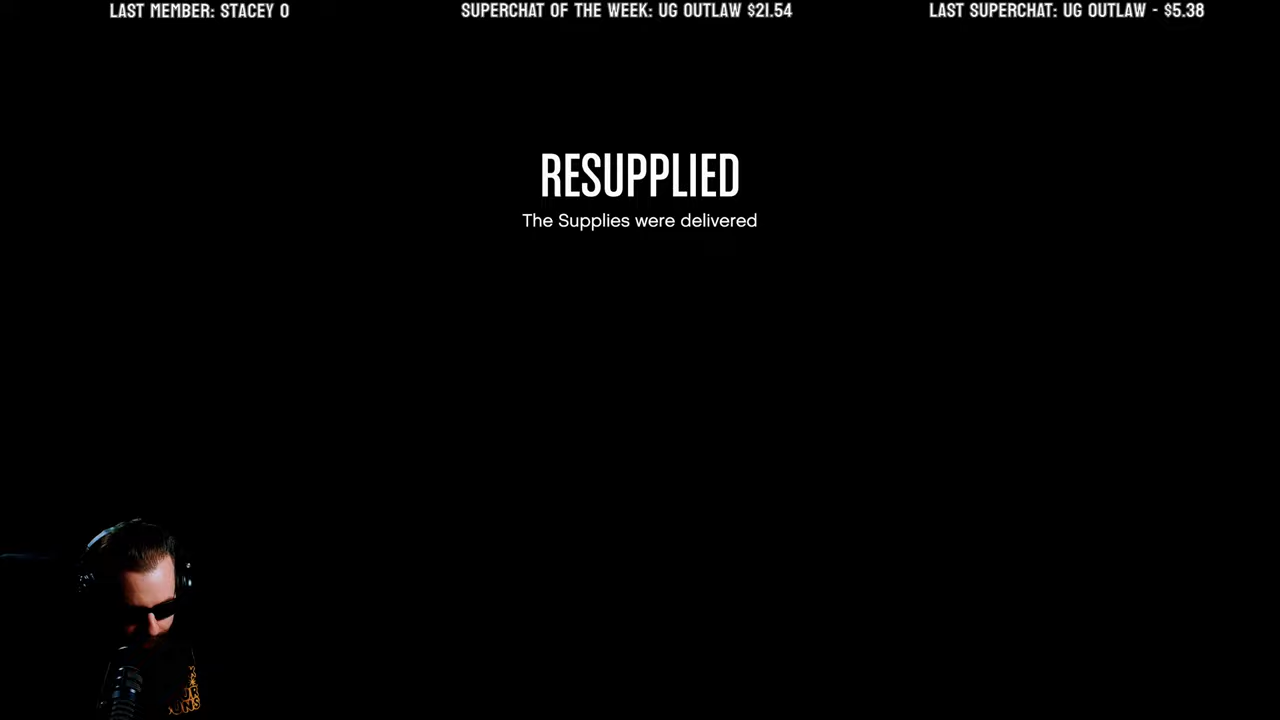 LAST MEMBER: STACEY O
SUPERCHAT OF THE WEEK: UG OUTLAW $21.54
LAST SUPERCHAT: UG OUTLAW - $5.38
RESUPPLIED
The Supplies were delivered